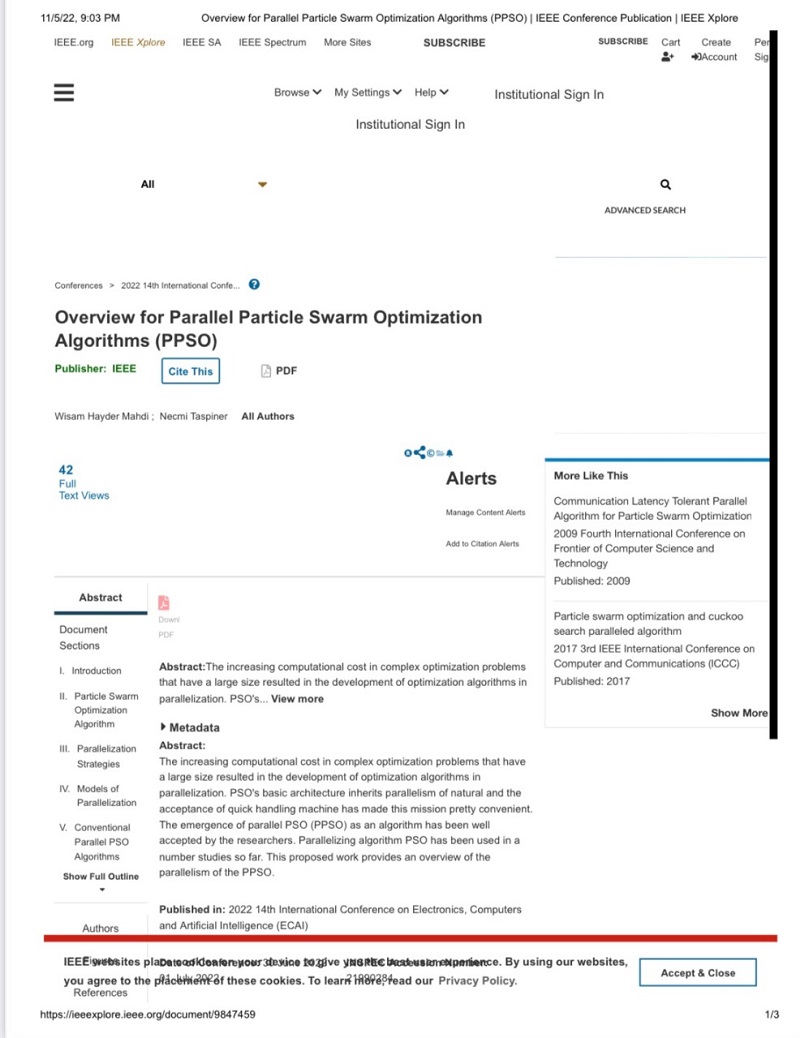 11/5/22, 9:03 PM Overview for Parallel Particle Swarm Optimization Algorithms (PPSO) | IEEE Conference Publication | IEEE Xplore
IEEE.org IEEE Xplore IEEE SA IEEE Spectrum More Sites SUBSCRIBE SUBSCRIBE Cart Create Per
Account Sig
Browse My Settings Help Institutional Sign In
Institutional Sign In
All
ADVANCED SEARCH
Conferences > 2022 14th International Confe... ?
Overview for Parallel Particle Swarm Optimization
Algorithms (PPSO)
Publisher: IEEE Cite This PDF
Wisam Hayder Mahdi ; Necmi Taspiner All Authors
42
Full
Text Views
Alerts
Manage Content Alerts
Add to Citation Alerts
More Like This
Communication Latency Tolerant Parallel
Algorithm for Particle Swarm Optimization
2009 Fourth International Conference on
Frontier of Computer Science and
Technology
Published: 2009
Particle swarm optimization and cuckoo
search paralleled algorithm
2017 3rd IEEE International Conference on
Computer and Communications (ICCC)
Published: 2017
Show More
Abstract
Document
Sections
I. Introduction
II. Particle Swarm
Optimization
Algorithm
III. Parallelization
Strategies
IV. Models of
Parallelization
V. Conventional
Parallel PSO
Algorithms
Show Full Outline
Authors
References
Downl
PDF
Abstract:The increasing computational cost in complex optimization problems
that have a large size resulted in the development of optimization algorithms in
parallelization. PSO's... View more
Metadata
Abstract:
The increasing computational cost in complex optimization problems that have
a large size resulted in the development of optimization algorithms in
parallelization. PSO's basic architecture inherits parallelism of natural and the
acceptance of quick handling machine has made this mission pretty convenient.
The emergence of parallel PSO (PPSO) as an algorithm has been well
accepted by the researchers. Parallelizing algorithm PSO has been used in a
number studies so far. This proposed work provides an overview of the
parallelism of the PPSO.
Published in: 2022 14th International Conference on Electronics, Computers
and Artificial Intelligence (ECAI)
IEEE websites place cookies on your device to give you the best user experience. By using our websites,
you agree to the placement of these cookies. To learn more, read our Privacy Policy.
Accept & Close
https://ieeexplore.ieee.org/document/9847459 1/3